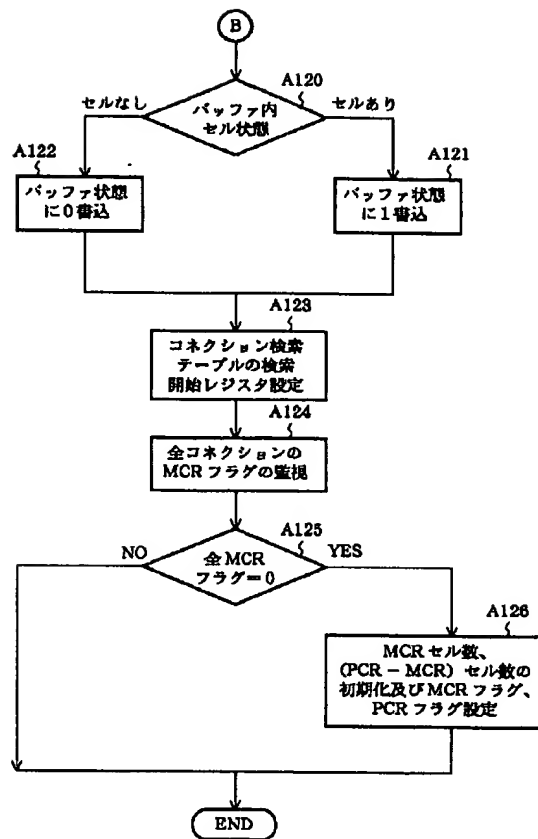 B
A120
セルなし
バッファ内
セル状態
セルあり
A122
バッファ状態
に0書込
A121
バッファ状態
に1書込
A123
コネクション検索
テーブルの検索
開始レジスタ設定
A124
全コネクションの
MCRフラグの監視
A125
NO
全MCR
フラグ=0
YES
A126
MCRセル数、
(PCR－MCR)セル数の
初期化及びMCRフラグ、
PCRフラグ設定
END